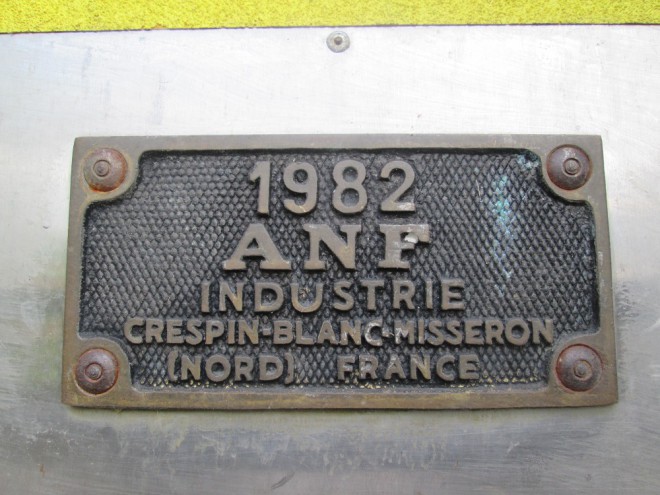 1982
ANF
INDUSTRIE
CRESPIN-BLANC-MISSERON
(NORD) FRANCE